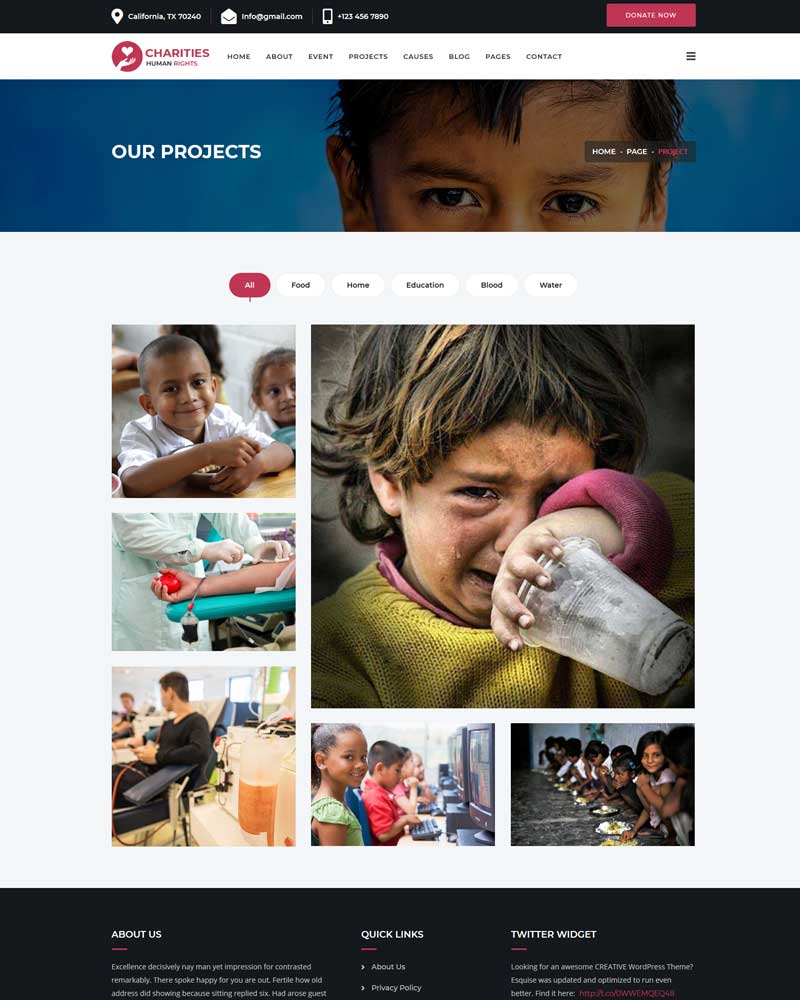 California, TX 70240
Info@gmail.com
+123 456 7890
DONATE NOW
CHARITIES
HUMAN RIGHTS
HOME ABOUT EVENT PROJECTS CAUSES BLOG PAGES CONTACT
OUR PROJECTS
HOME - PAGE - PROJECT
All Food Home Education Blood Water
ABOUT US
Excellence decisively nay man yet impression for contrasted
remarkably. There spoke happy for you are out. Fertile how old
address did showing because sitting replied six. Had arose guest
QUICK LINKS
About Us
Privacy Policy
TWITTER WIDGET
Looking for an awesome CREATIVE WordPress Theme?
Esquise was updated and optimized to run even
better. Find it here: http://t.co/0WWEMQEQ48